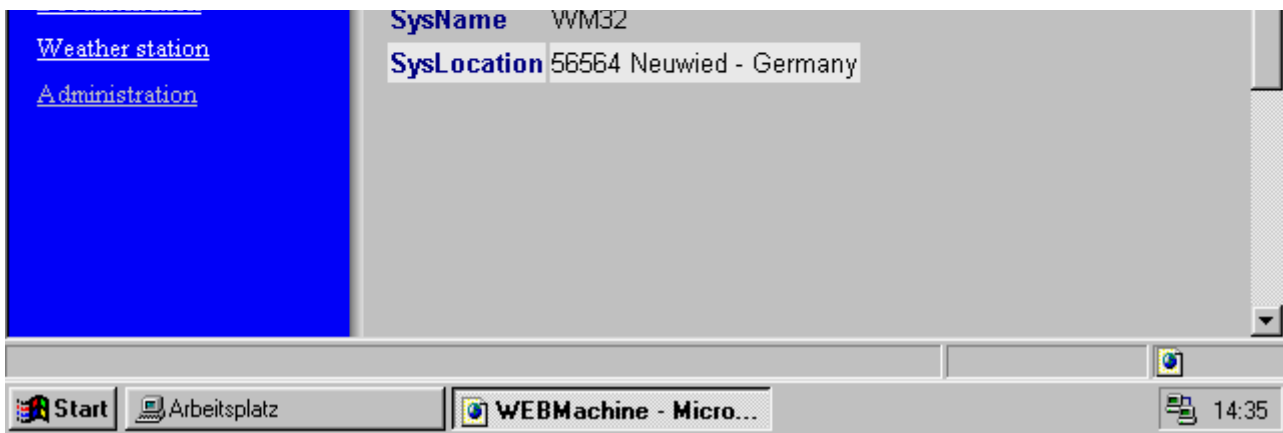 SysName WM32
Weather station
SysLocation 56564 Neuwied - Germany
Administration
Start Arbeitsplatz WEBMachine - Micro... 14:35